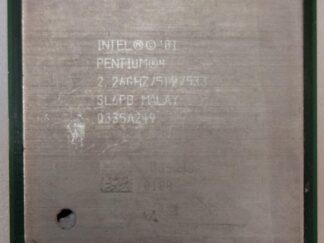 INTEL®©'01
PENTIUM®4
2.26GHZ/512/533
SL6PB MALAY
Q335A249